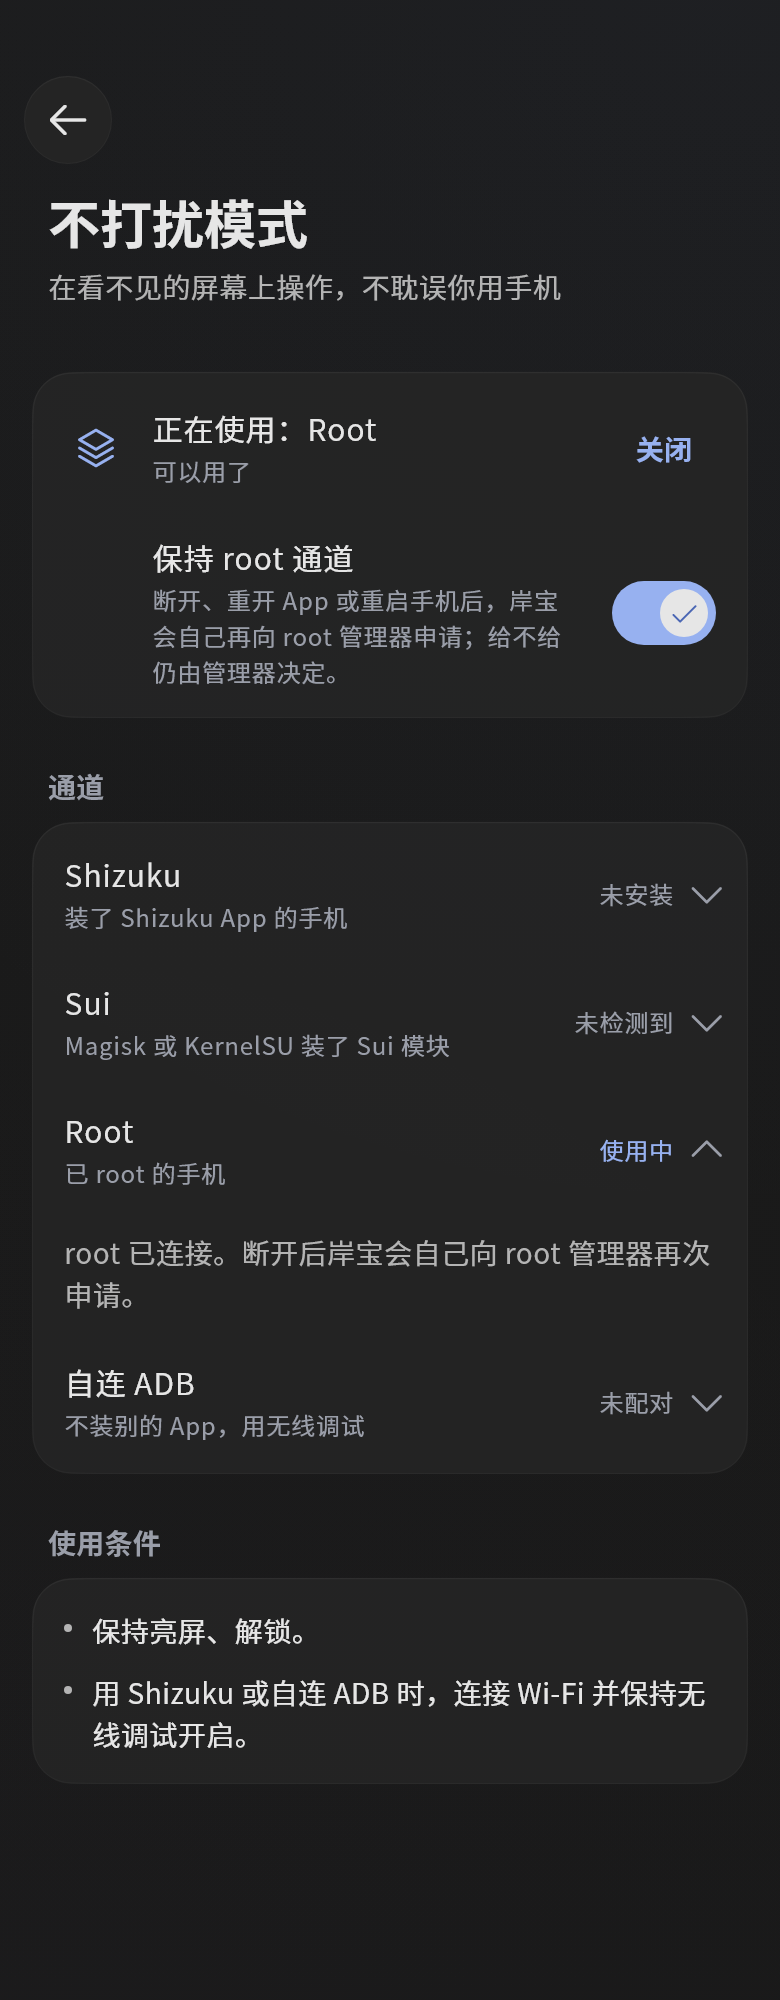 不打扰模式
在看不见的屏幕上操作，不耽误你用手机
正在使用：Root
可以用了
关闭
保持 root 通道
断开、重开 App 或重启手机后，岸宝
会自己再向 root 管理器申请；给不给
仍由管理器决定。
通道
Shizuku
装了 Shizuku App 的手机
未安装
Sui
Magisk 或 KernelSU 装了 Sui 模块
未检测到
Root
已 root 的手机
使用中
root 已连接。断开后岸宝会自己向 root 管理器再次
申请。
自连 ADB
不装别的 App，用无线调试
未配对
使用条件
• 保持亮屏、解锁。
• 用 Shizuku 或自连 ADB 时，连接 Wi-Fi 并保持无
线调试开启。